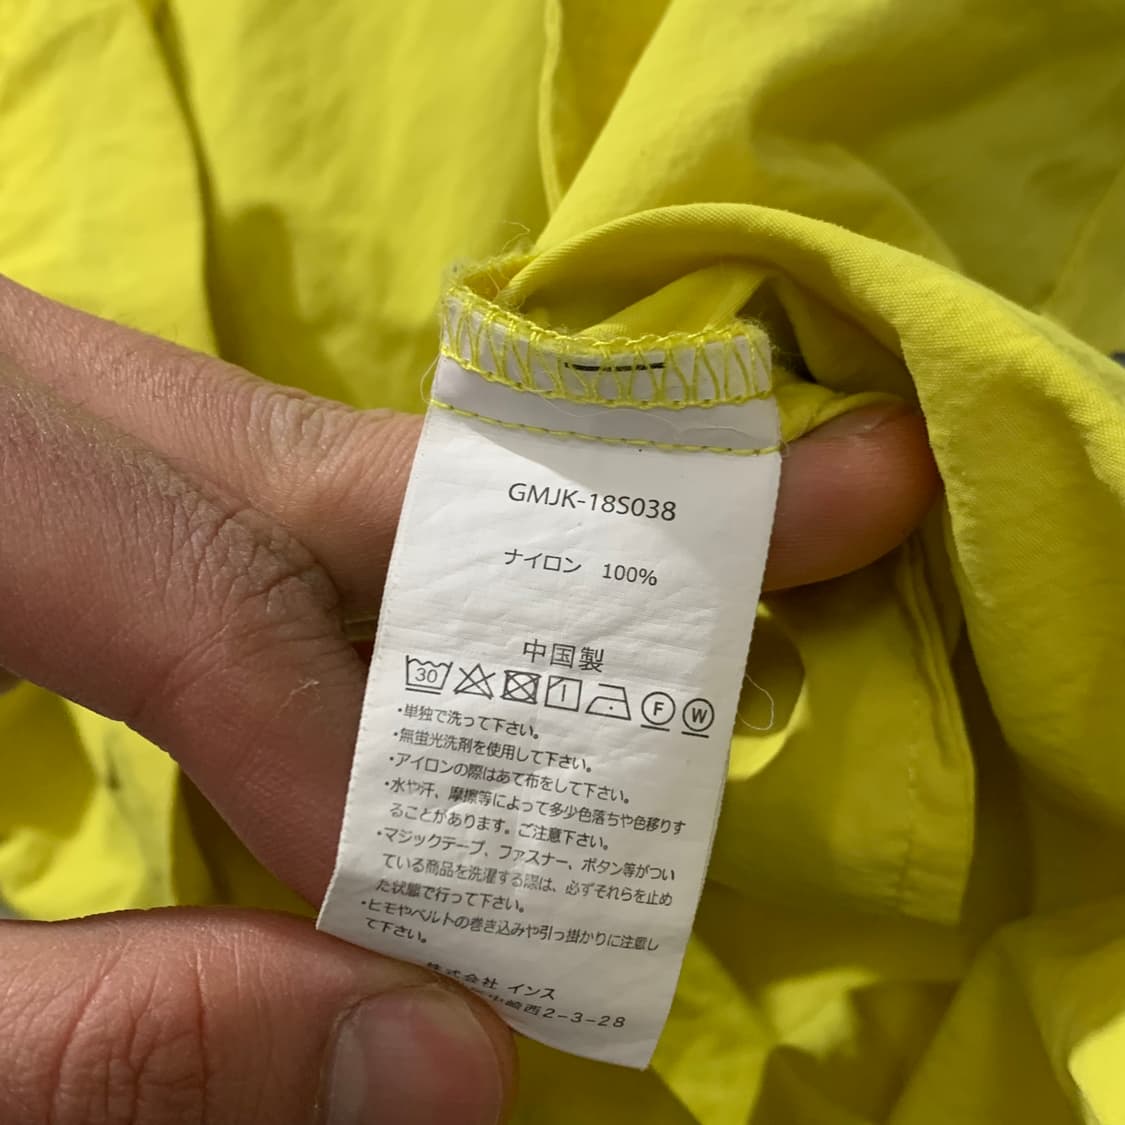 GMJK-18S038
ナイロン 100%
中国製
30 F W
・単独で洗って下さい。
・無蛍光洗剤を使用して下さい。
・アイロンの際はあて布をして下さい。
・水や汗、摩擦等によって多少色落ちや色移りす
ることがあります。ご注意下さい。
・マジックテープ、ファスナー、ボタン等がつい
ている商品を洗濯する際は、必ずそれらを止め
た状態で行って下さい。
・ヒモやベルトの巻き込みや引っ掛かりに注意し
て下さい。
株式会社 インス
崎西2-3-28